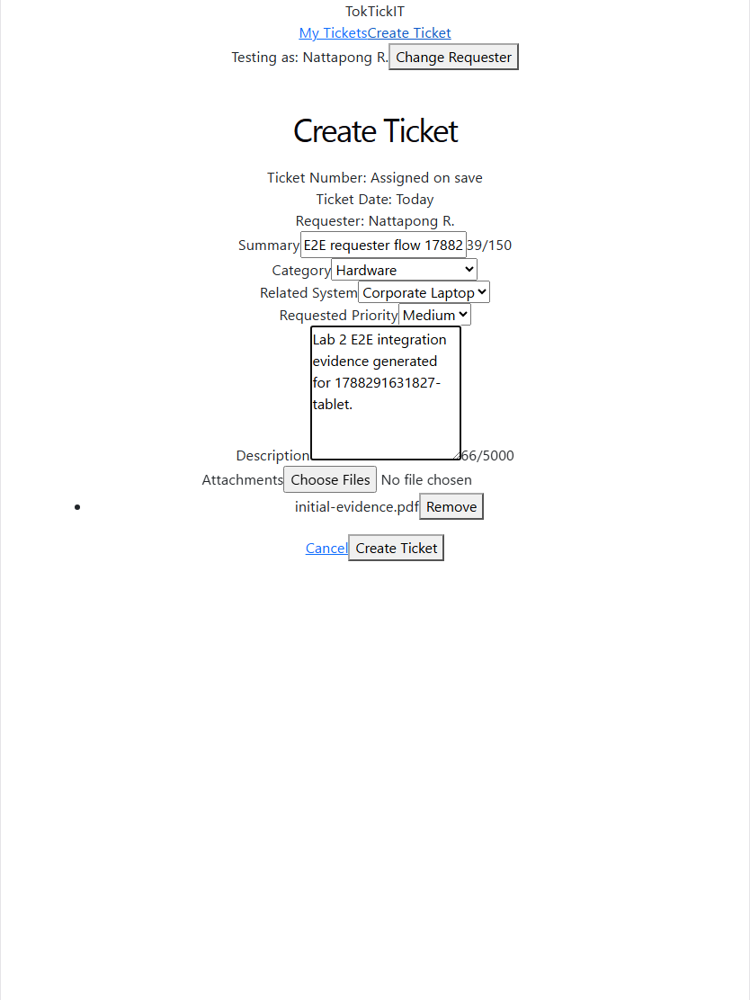 TokTickIT
My TicketsCreate Ticket
Testing as: Nattapong R. Change Requester
Create Ticket
Ticket Number: Assigned on save
Ticket Date: Today
Requester: Nattapong R.
Summary E2E requester flow 17882 39/150
Category Hardware
Related System Corporate Laptop
Requested Priority Medium
Lab 2 E2E integration
evidence generated
for 1788291631827-
tablet.
Description 66/5000
Attachments Choose Files No file chosen
initial-evidence.pdf Remove
Cancel Create Ticket